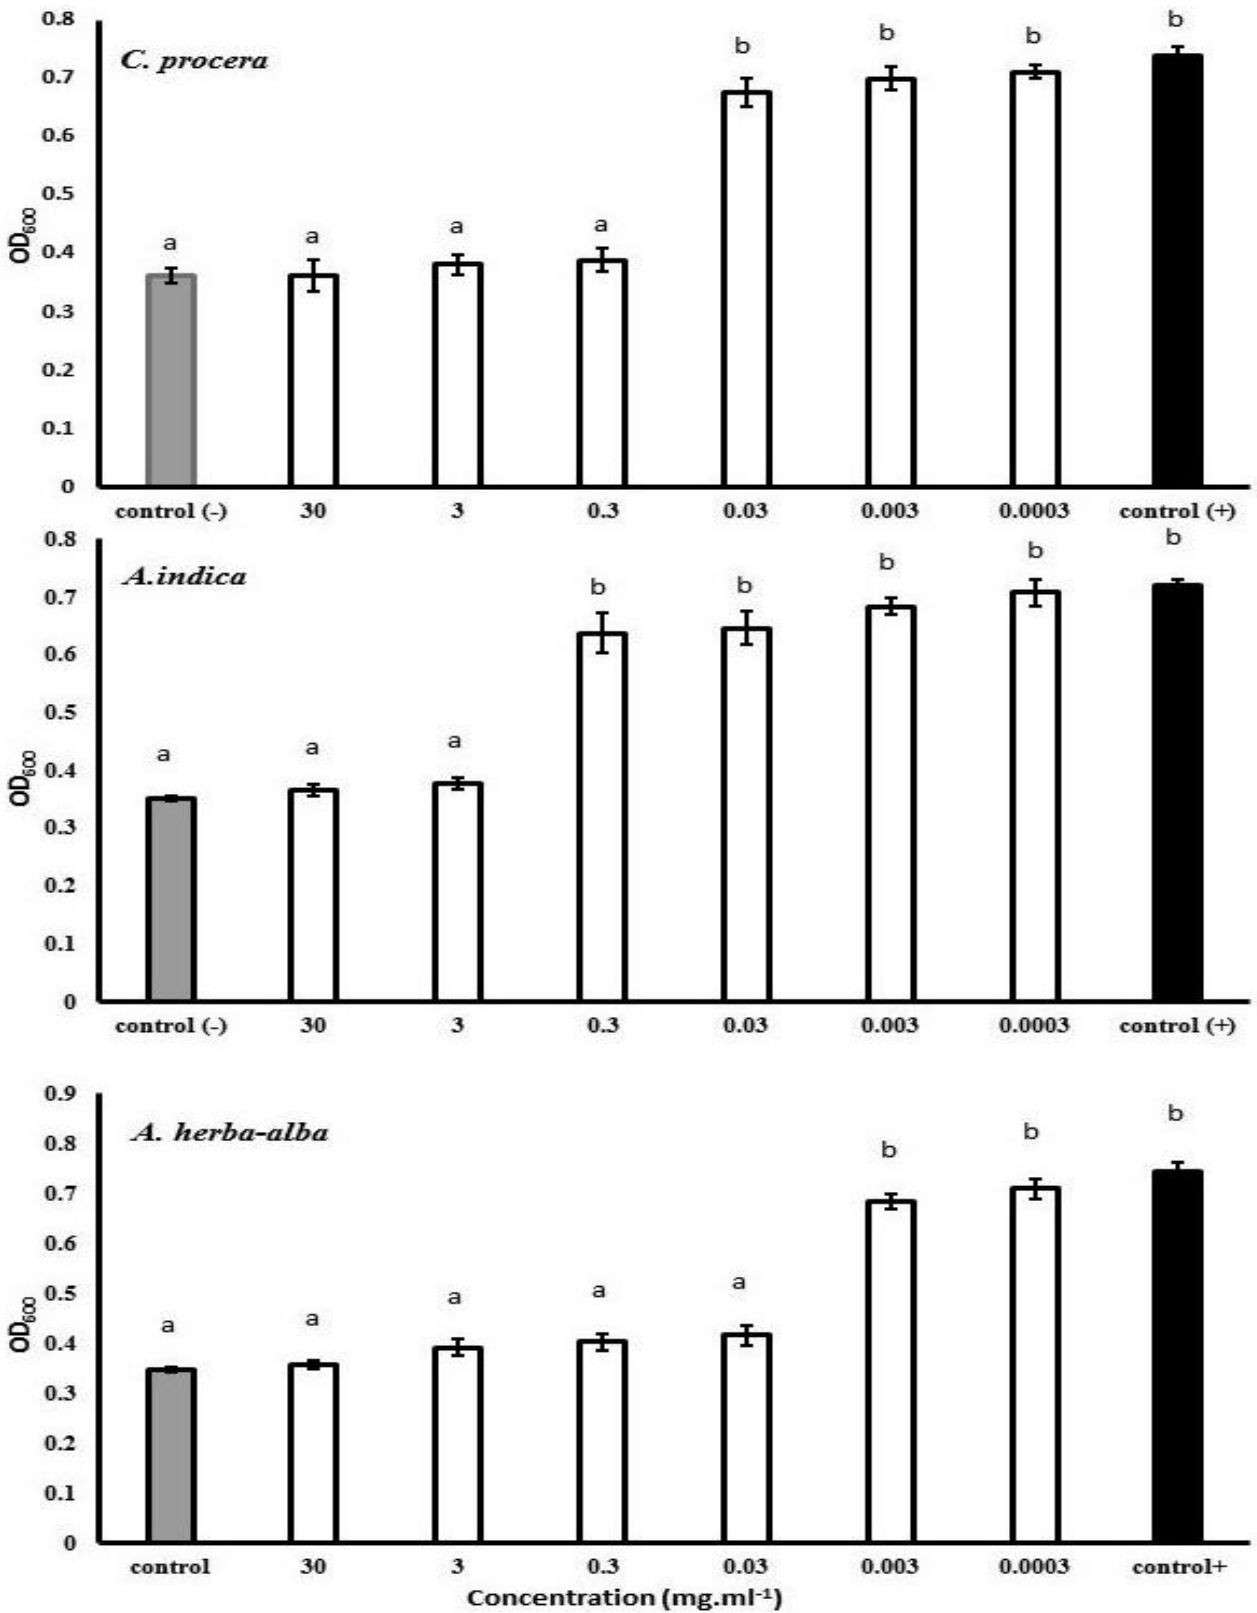 C. procera
0.8
0.7
0.6
0.5
0.4
0.3
0.2
0.1
0
OD600
a a a a b b b b
control (-) 30 3 0.3 0.03 0.003 0.0003 control (+)
A.indica
0.8
0.7
0.6
0.5
0.4
0.3
0.2
0.1
0
OD600
a a a b b b b b
control (-) 30 3 0.3 0.03 0.003 0.0003 control (+)
A. herba-alba
0.9
0.8
0.7
0.6
0.5
0.4
0.3
0.2
0.1
0
OD600
a a a a a b b b
control 30 3 0.3 0.03 0.003 0.0003 control+
Concentration (mg.ml-1)